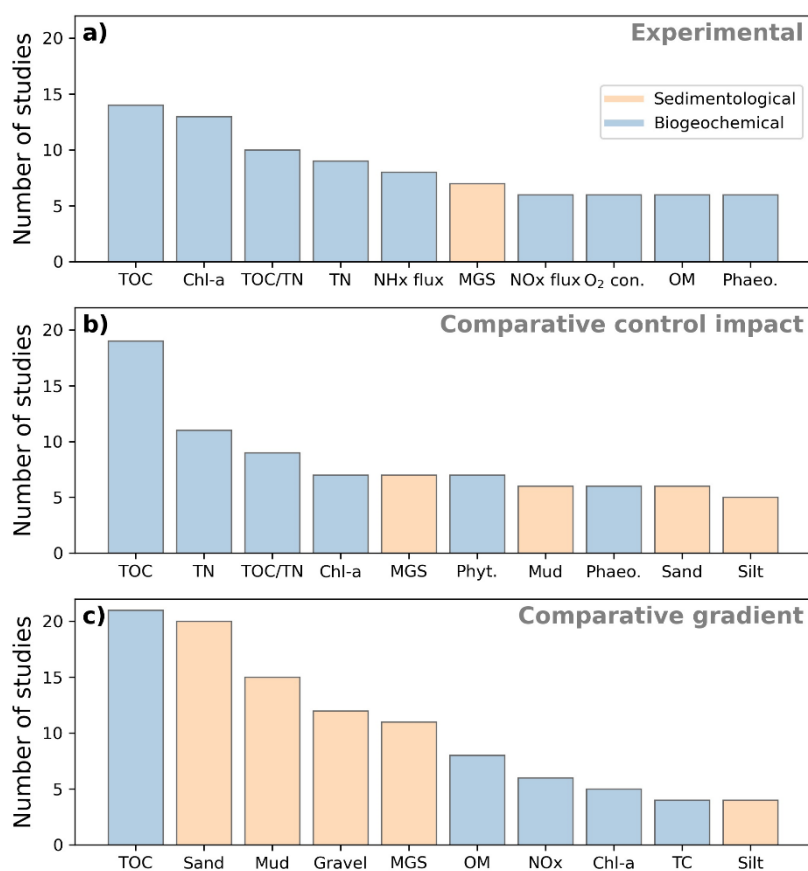 a)
Experimental
Number of studies
20
15
10
5
0
Sedimentological
Biogeochemical
TOC Chl-a TOC/TN TN NHx flux MGS NOx flux O₂ con. OM Phaeo.
b)
Comparative control impact
Number of studies
20
15
10
5
0
TOC TN TOC/TN Chl-a MGS Phyt. Mud Phaeo. Sand Silt
c)
Comparative gradient
Number of studies
20
15
10
5
0
TOC Sand Mud Gravel MGS OM NOx Chl-a TC Silt